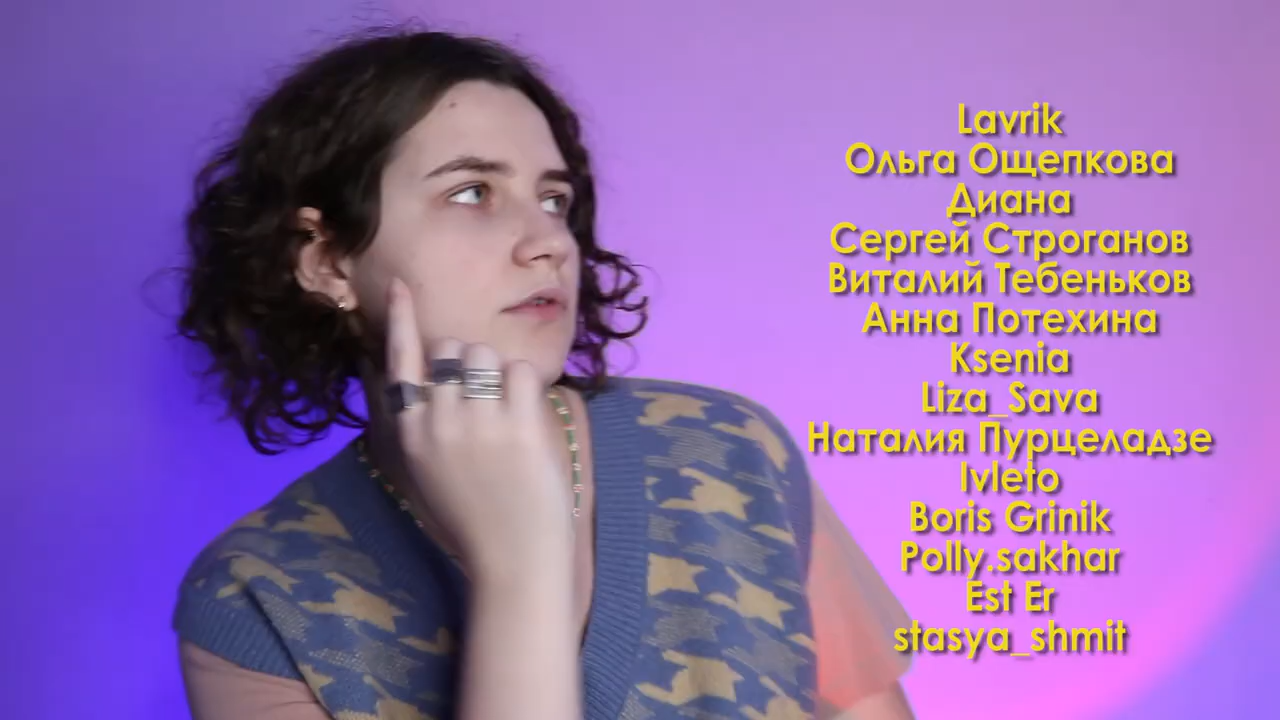 Lavrik
Ольга Ощепкова
Диана
Сергей Строганов
Виталий Тебеньков
Анна Потехина
Ksenia
Liza_Sava
Наталия Пурцеладзе
Ivleto
Boris Grinik
Polly.sakhar
Est Er
stasya_shmit